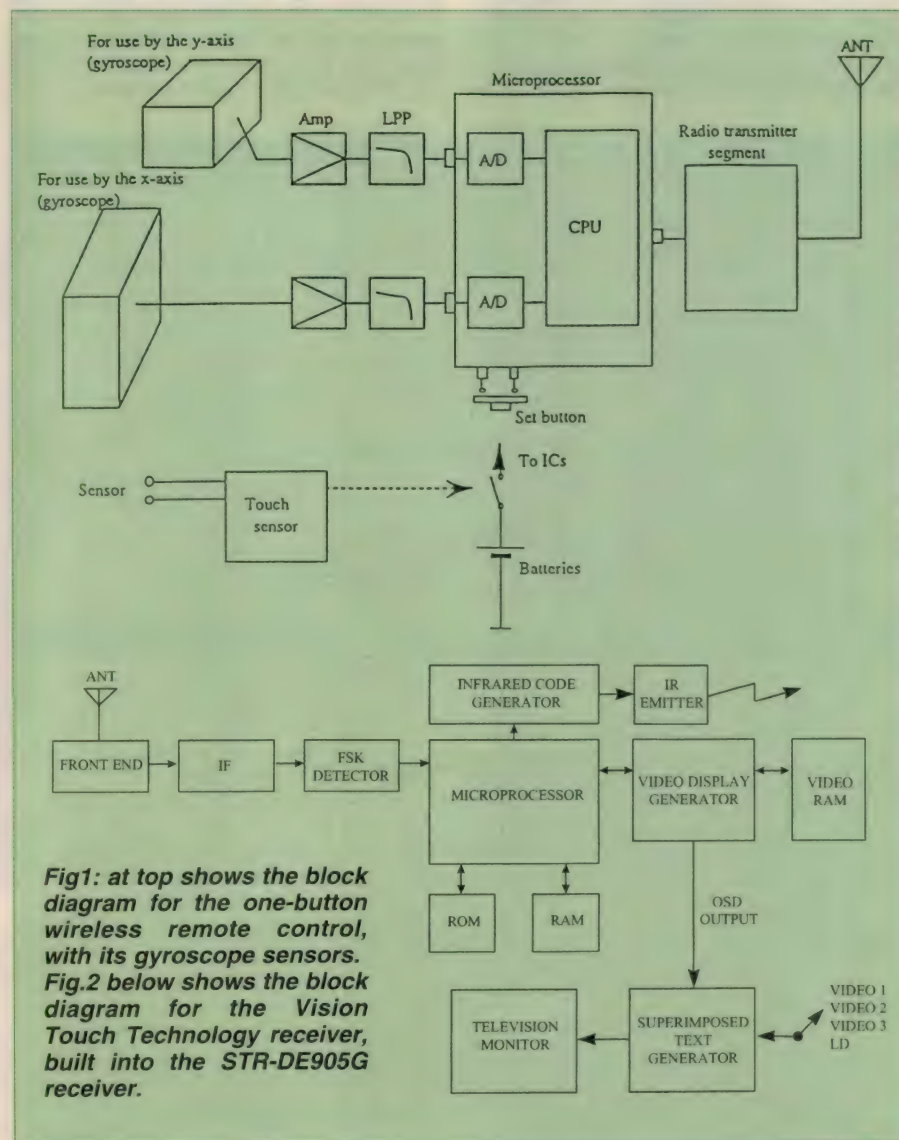 For use by the y-axis
(gyroscope)
ANT
Microprocessor
Amp
LPP
Radio transmitter
segment
A/D
For use by the x-axis
(gyroscope)
CPU
A/D
Set button
To ICs
Sensor
Touch
sensor
Batteries
ANT
INFRARED CODE
GENERATOR
IR
EMITTER
FRONT END
IF
FSK
DETECTOR
MICROPROCESSOR
VIDEO DISPLAY
GENERATOR
VIDEO
RAM
ROM
RAM
OSD
OUTPUT
Fig1: at top shows the block
diagram for the one-button
wireless remote control,
with its gyroscope sensors.
Fig.2 below shows the block
diagram for the Vision
Touch Technology receiver,
built into the STR-DE905G
receiver.
TELEVISION
MONITOR
SUPERIMPOSED
TEXT
GENERATOR
VIDEO 1
VIDEO 2
VIDEO 3
LD